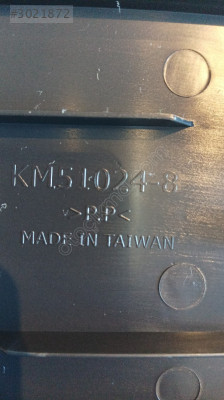 #3021872
KM51024-8
>P.P<
MADE IN TAIWAN